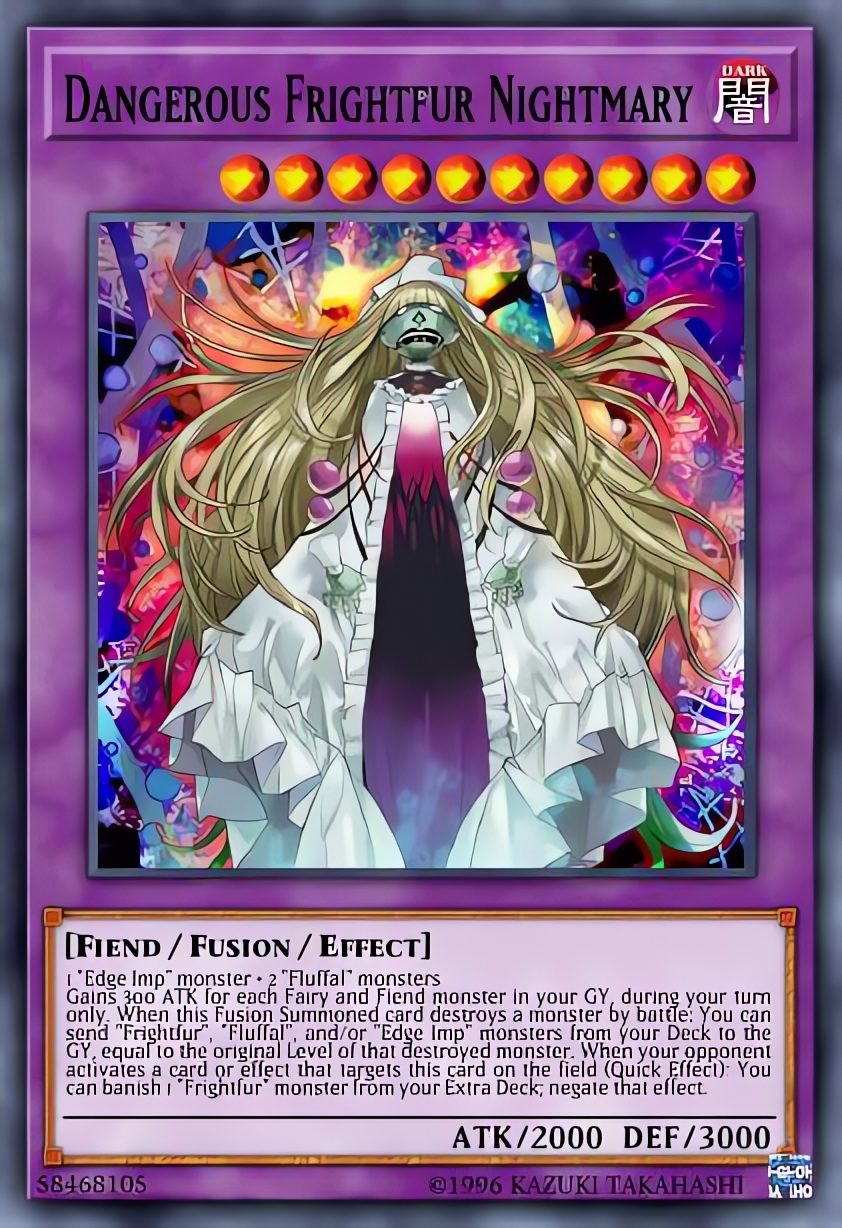 DANGEROUS FRIGHTFUR NIGHTMARY
DARK
闇
[FIEND / FUSION / EFFECT]
1 "Edge Imp" monster + 2 "Fluffal" monsters
Gains 300 ATK for each Fairy and Fiend monster in your GY, during your turn
only. When this Fusion Summoned card destroys a monster by battle: You can
send "Frightfur", "Fluffal", and/or "Edge Imp" monsters from your Deck to the
GY, equal to the original Level of that destroyed monster. When your opponent
activates a card or effect that targets this card on the field (Quick Effect): You
can banish 1 "Frightfur" monster from your Extra Deck; negate that effect.
ATK/2000 DEF/3000
58468105
©1996 KAZUKI TAKAHASHI